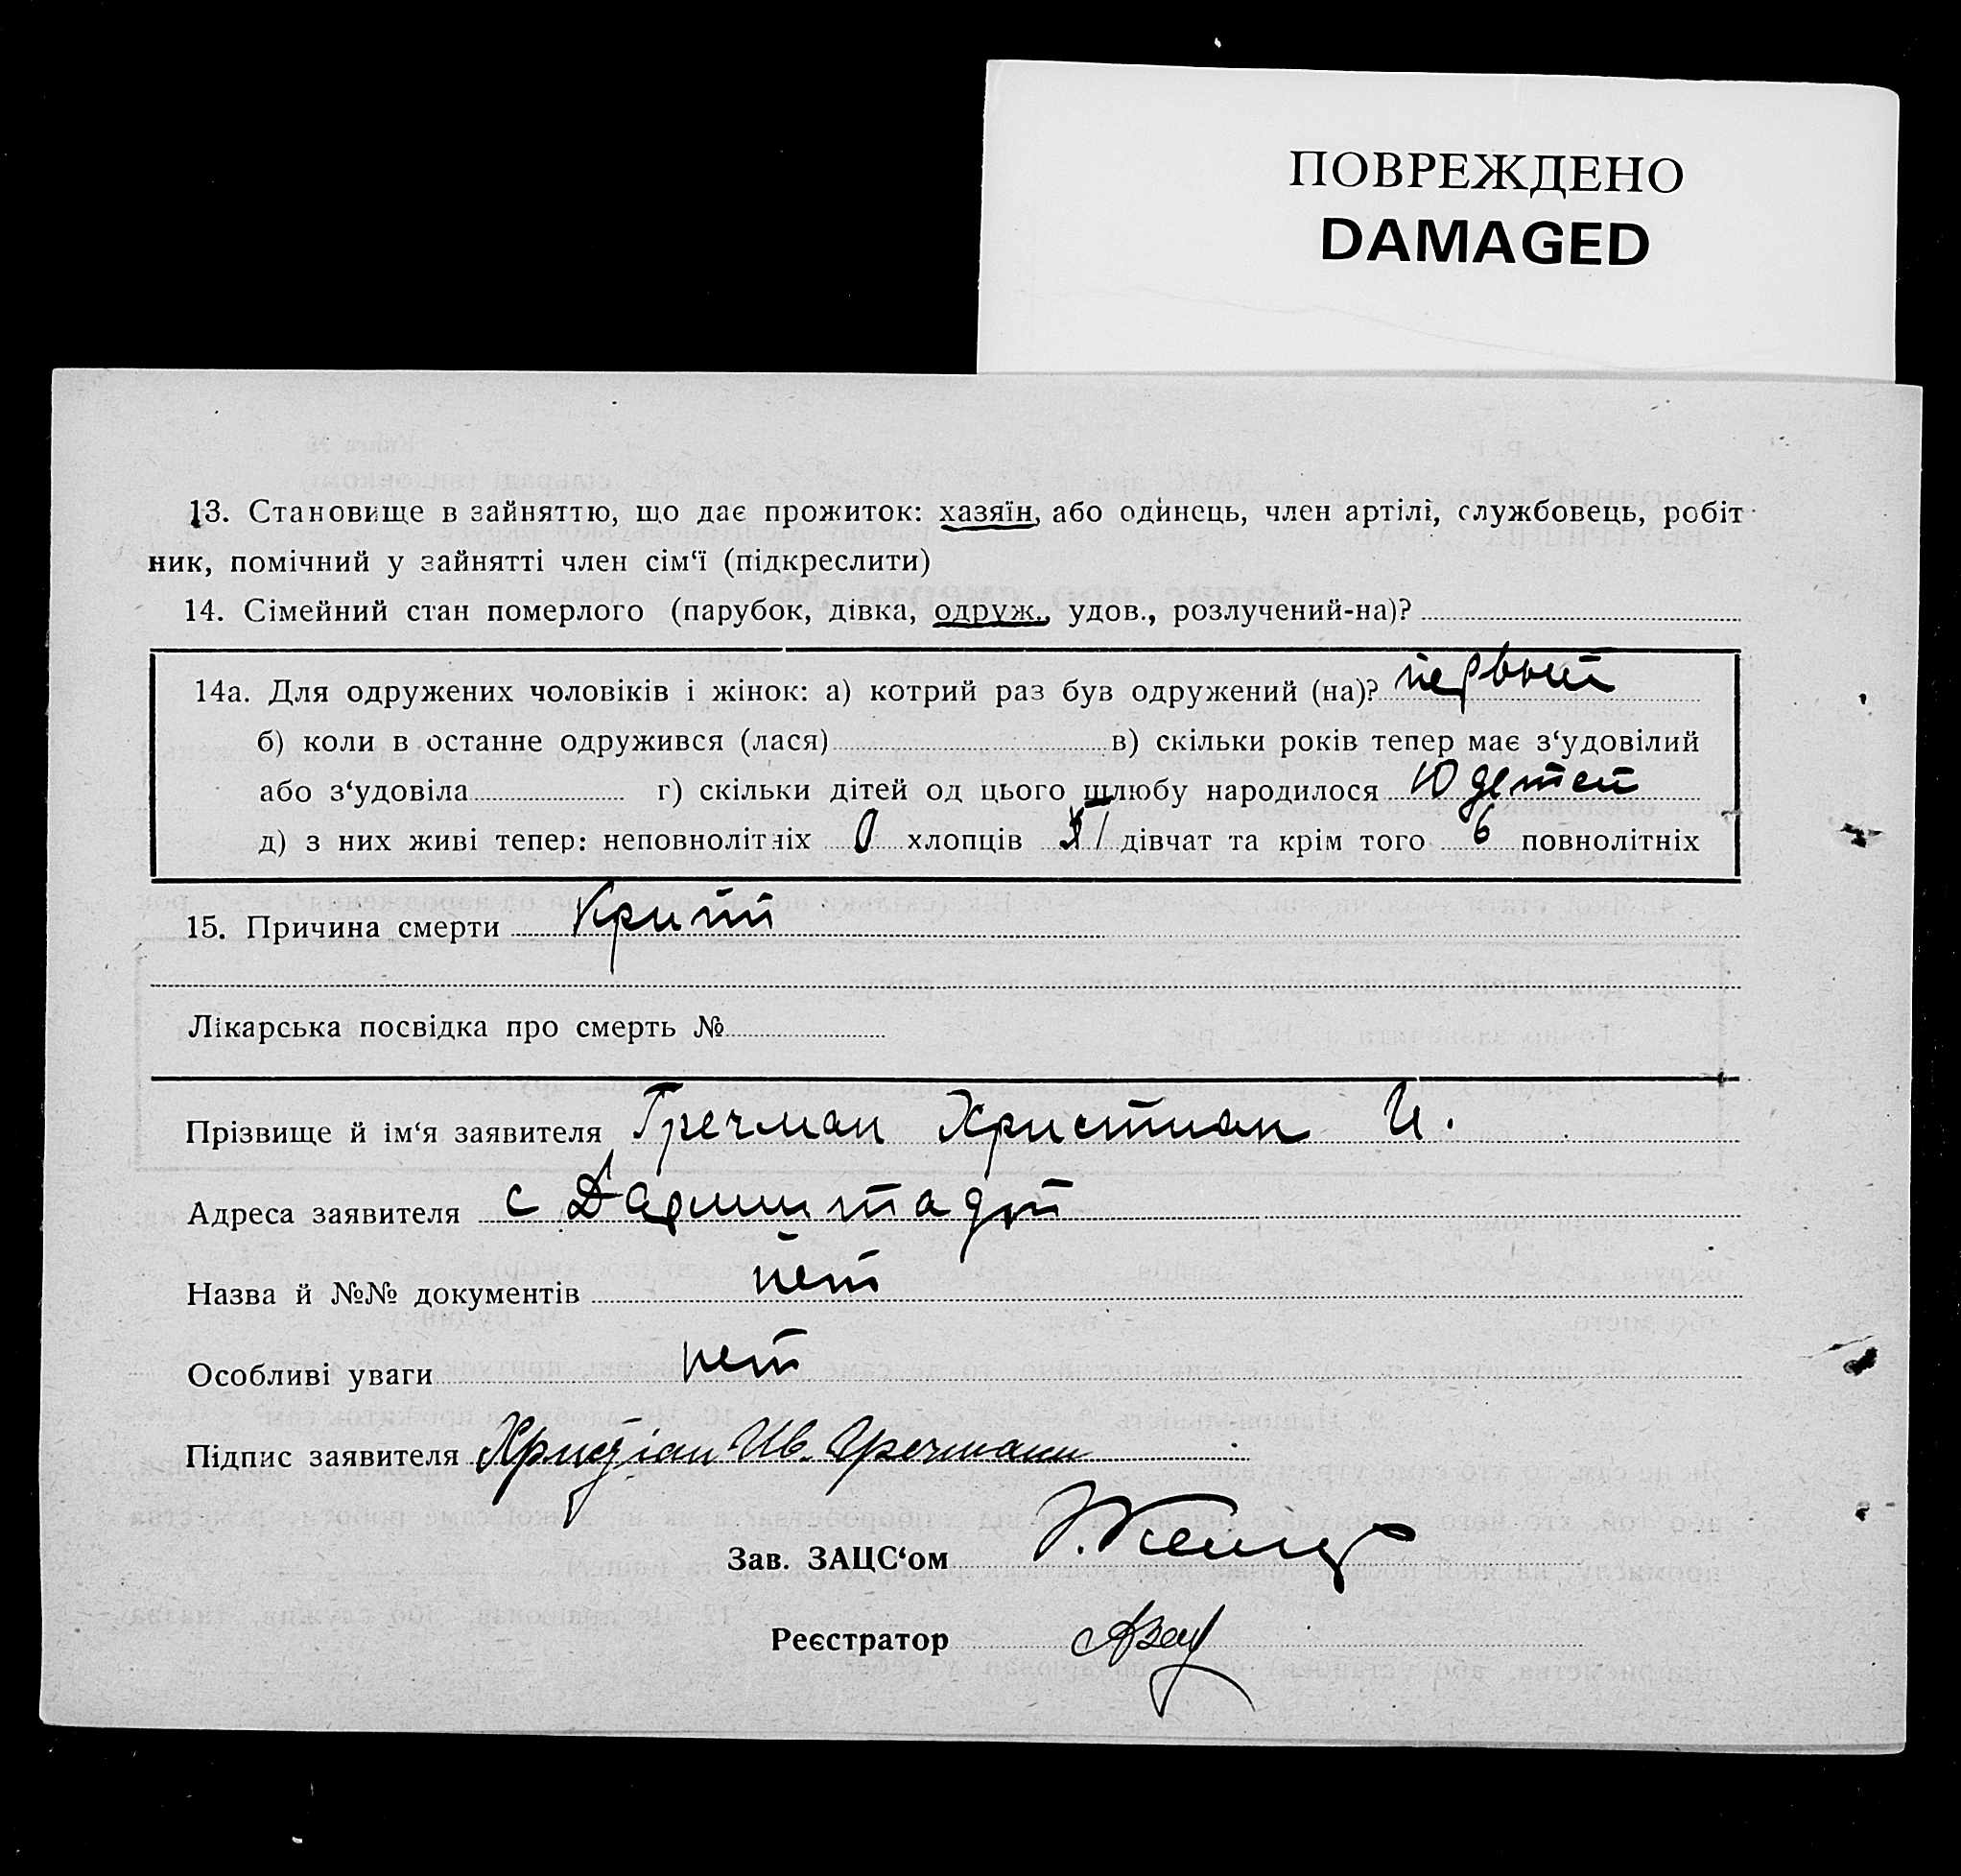 ПОВРЕЖДЕНО
DAMAGED
13. Становище в зайняттю, що дає прожиток: хазяїн, або одинець, член артілі, службовець, робіт
ник, помічний у зайнятті член сім‘ї (підкреслити)
14. Сімейний стан померлого (парубок, дівка, одруж., удов., розлучений-на)?
14а. Для одружених чоловіків і жінок: а) котрий раз був одружений (на)? первый
б) коли в останне одружився (лася) в) скільки років тепер має з‘удовілий
або з‘удовіла г) скільки дітей од цього шлюбу народилося 10 детей
д) з них живі тепер: неповнолітніх 0 хлопців 1 дівчат та крім того 6 повнолітніх
15. Причина смерти Крипп
Лікарська посвідка про смерть №
Прізвище й ім‘я заявителя Гречман Христиан И.
Адреса заявителя с Дармштадт
Назва й №№ документів нет
Особливі уваги нет
Підпис заявителя Христиан Ив. Гречманн
Зав. ЗАЦС‘ом
Реєстратор